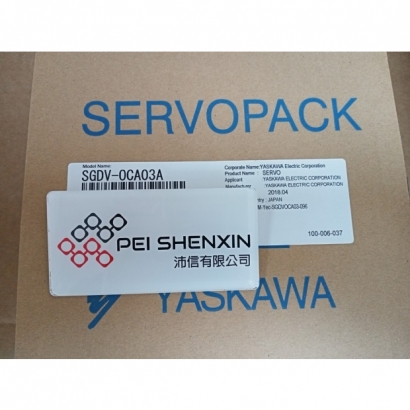 SERVOPACK
Model Name:
SGDV-OCA03A
Corporate Name: YASKAWA Electric Corporation
Product Name : SERVO
Applicant : YASKAWA ELECTRIC CORPORATION
Manufacturer : YASKAWA ELECTRIC CORPORATION
2018.04
JAPAN
SGDVOCA03-096
100-006-037
PEI SHENXIN
沛信有限公司
YASKAWA